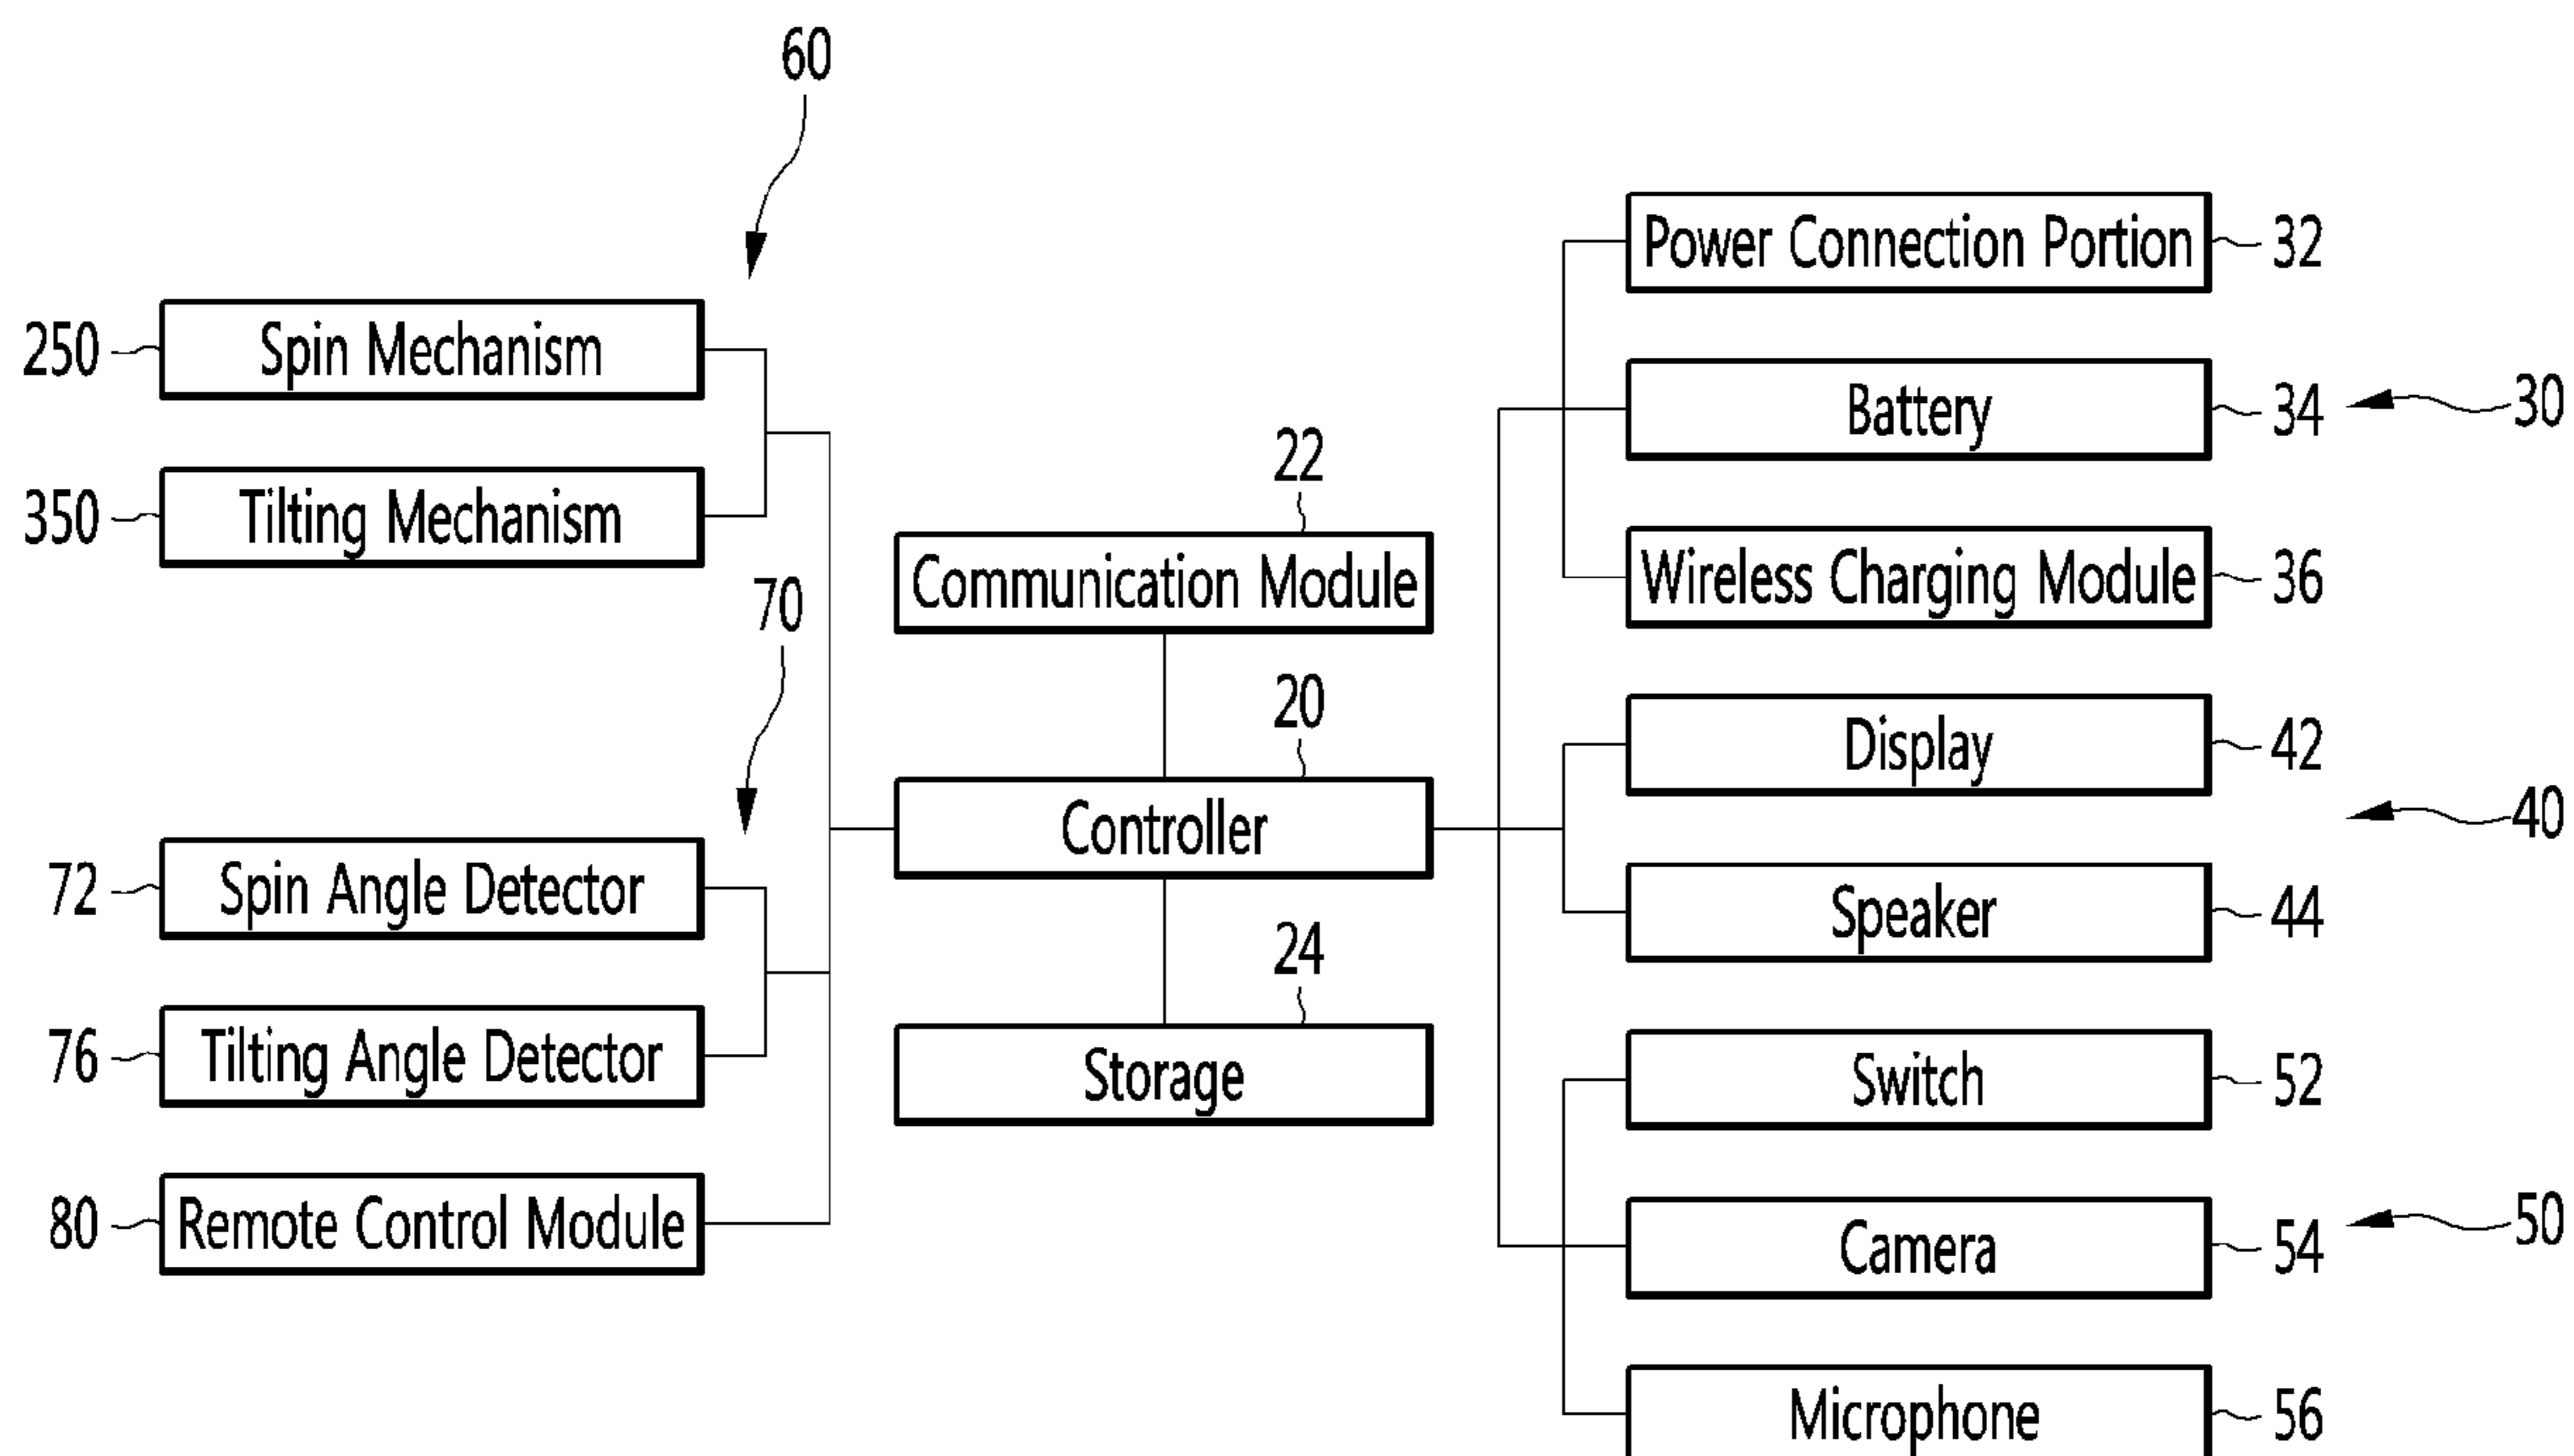 60
250
Spin Mechanism
350
Tilting Mechanism
70
72
Spin Angle Detector
76
Tilting Angle Detector
80
Remote Control Module
22
Communication Module
20
Controller
24
Storage
Power Connection Portion
32
Battery
34
30
Wireless Charging Module
36
Display
42
40
Speaker
44
Switch
52
Camera
54
50
Microphone
56